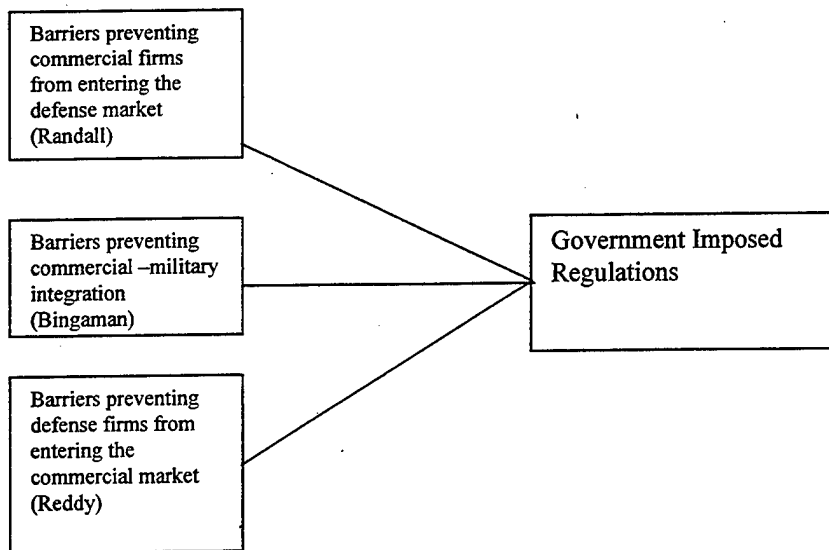 Barriers preventing
commercial firms
from entering the
defense market
(Randall)
Barriers preventing
commercial –military
integration
(Bingaman)
Government Imposed
Regulations
Barriers preventing
defense firms from
entering the
commercial market
(Reddy)